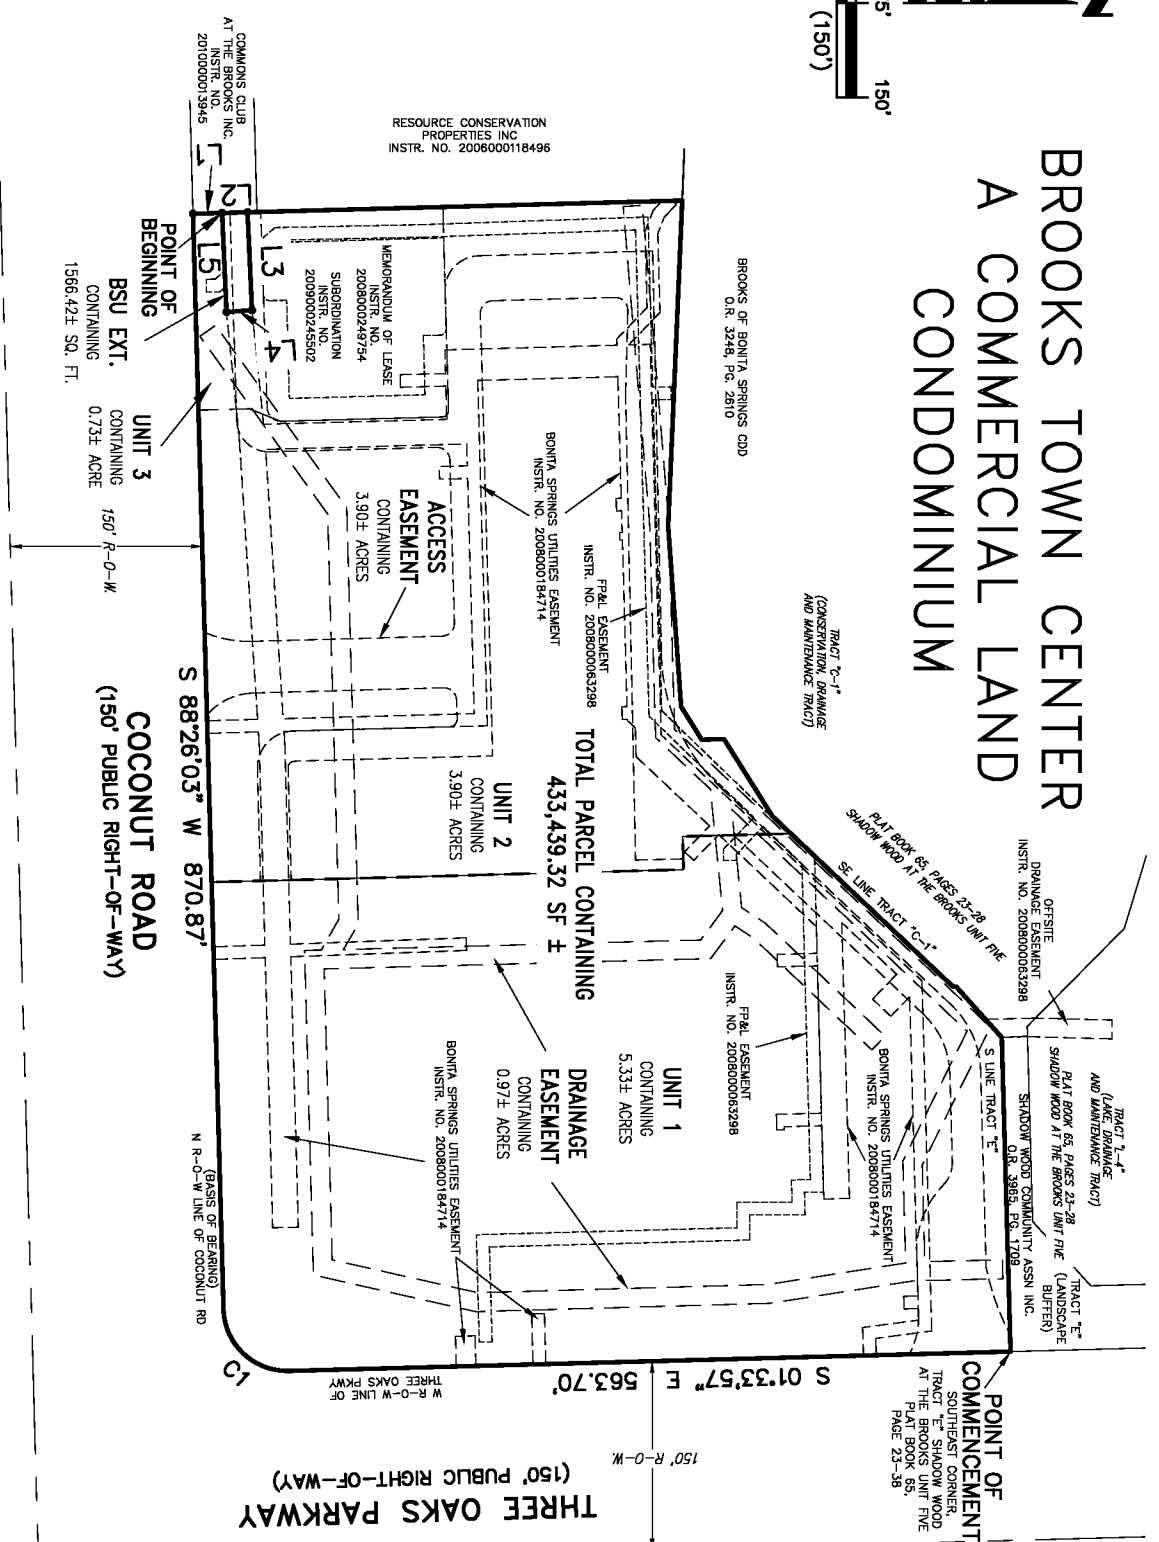 BROOKS TOWN CENTER
A COMMERCIAL LAND
CONDOMINIUM
150'
(150')
COMMONS CLUB
AT THE BROOKS INC.
INSTR. NO.
2010000013945
RESOURCE CONSERVATION
PROPERTIES INC
INSTR. NO. 2006000118496
BROOKS OF BONITA SPRINGS CDD
O.R. 3248, PG. 2610
TRACT "C-1"
(CONSERVATION, DRAINAGE
AND MAINTENANCE TRACT)
PLAT BOOK 65, PAGES 23-28
SHADOW WOOD AT THE BROOKS UNIT FIVE
SE LINE TRACT "C-1"
OFFSITE
DRAINAGE EASEMENT
INSTR. NO. 2008000063298
TRACT "L-4"
(LAKE, DRAINAGE
AND MAINTENANCE TRACT)
PLAT BOOK 65, PAGES 23-28
SHADOW WOOD AT THE BROOKS UNIT FIVE
TRACT "E"
(LANDSCAPE
BUFFER)
SHADOW WOOD COMMUNITY ASSN INC.
O.R. 3965, PG. 1709
S LINE TRACT "E"
POINT OF
COMMENCEMENT
SOUTHEAST CORNER,
TRACT "E" SHADOW WOOD
AT THE BROOKS UNIT FIVE
PLAT BOOK 65,
PAGE 23-38
L1
L2
L3
L4
L5
MEMORANDUM OF LEASE
INSTR. NO.
2008000249754
SUBORDINATION
INSTR. NO.
2009000245502
BONITA SPRINGS UTILITIES EASEMENT
INSTR. NO. 2008000184714
FP&L EASEMENT
INSTR. NO. 2008000063298
TOTAL PARCEL CONTAINING
433,439.32 SF ±
ACCESS
EASEMENT
CONTAINING
3.90± ACRES
UNIT 2
CONTAINING
3.90± ACRES
FP&L EASEMENT
INSTR. NO. 2008000063298
UNIT 1
CONTAINING
5.33± ACRES
BONITA SPRINGS UTILITIES EASEMENT
INSTR. NO. 2008000184714
DRAINAGE
EASEMENT
CONTAINING
0.97± ACRES
BONITA SPRINGS UTILITIES EASEMENT
INSTR. NO. 2008000184714
POINT OF
BEGINNING
BSU EXT.
CONTAINING
1566.42± SQ. FT.
UNIT 3
CONTAINING
0.73± ACRE
150' R-O-W.
S 88°26'03" W 870.87'
COCONUT ROAD
(150' PUBLIC RIGHT-OF-WAY)
(BASIS OF BEARING)
N R-O-W LINE OF COCONUT RD
C1
W R-O-W LINE OF
THREE OAKS PKWY
S 01°33'57" E 563.70'
150' R-O-W.
THREE OAKS PARKWAY
(150' PUBLIC RIGHT-OF-WAY)